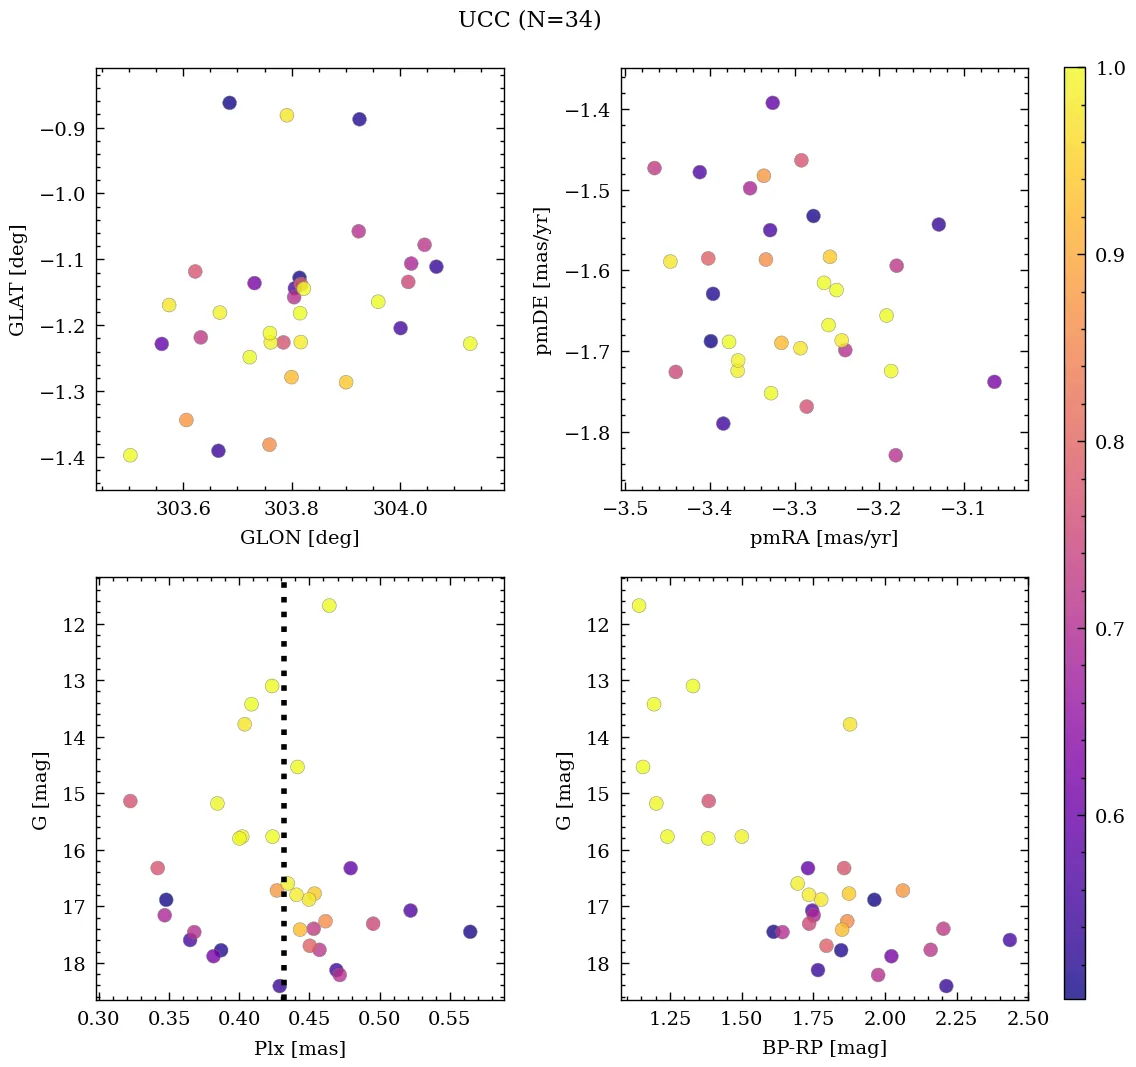 UCC (N=34)
−0.9
−1.0
−1.1
−1.2
−1.3
−1.4
GLAT [deg]
303.6 303.8 304.0
GLON [deg]
−1.4
−1.5
−1.6
−1.7
−1.8
pmDE [mas/yr]
−3.5 −3.4 −3.3 −3.2 −3.1
pmRA [mas/yr]
12
13
14
15
16
17
18
G [mag]
0.30 0.35 0.40 0.45 0.50 0.55
Plx [mas]
12
13
14
15
16
17
18
G [mag]
1.25 1.50 1.75 2.00 2.25 2.50
BP-RP [mag]
1.0
0.9
0.8
0.7
0.6